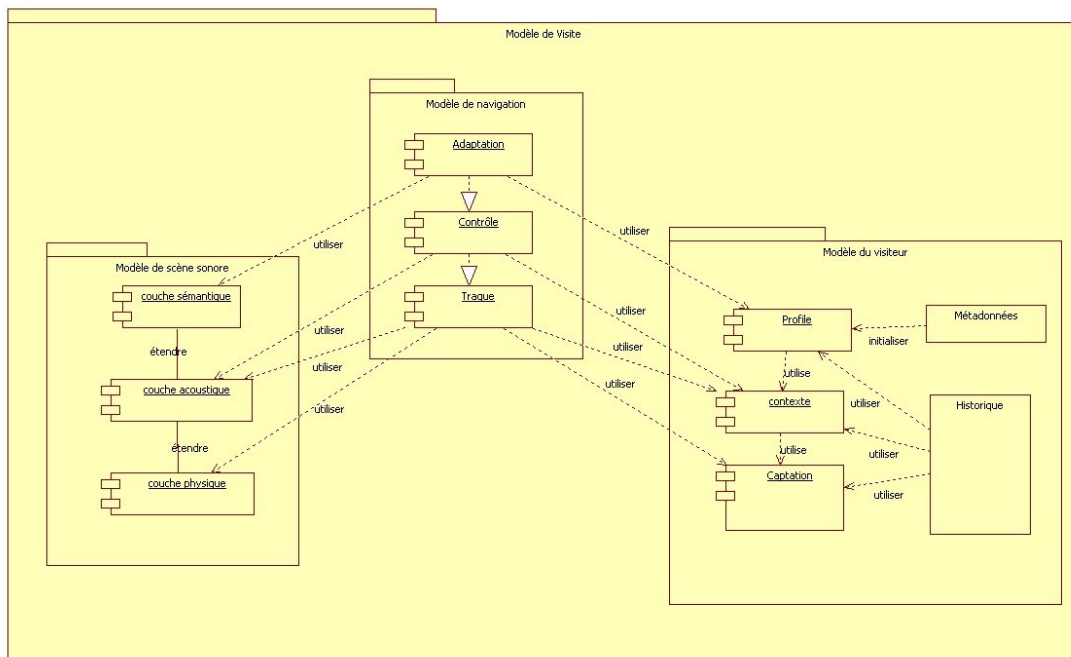 Modèle de Visite
Modèle de navigation
Adaptation
Contrôle
Traque
Modèle de scène sonore
couche sémantique
étendre
couche acoustique
étendre
couche physique
utiliser
utiliser
utiliser
utiliser
utiliser
utiliser
utiliser
utiliser
Modèle du visiteur
Profile
Métadonnées
initialiser
utilise
contexte
utiliser
Historique
utilise
utiliser
Captation
utiliser